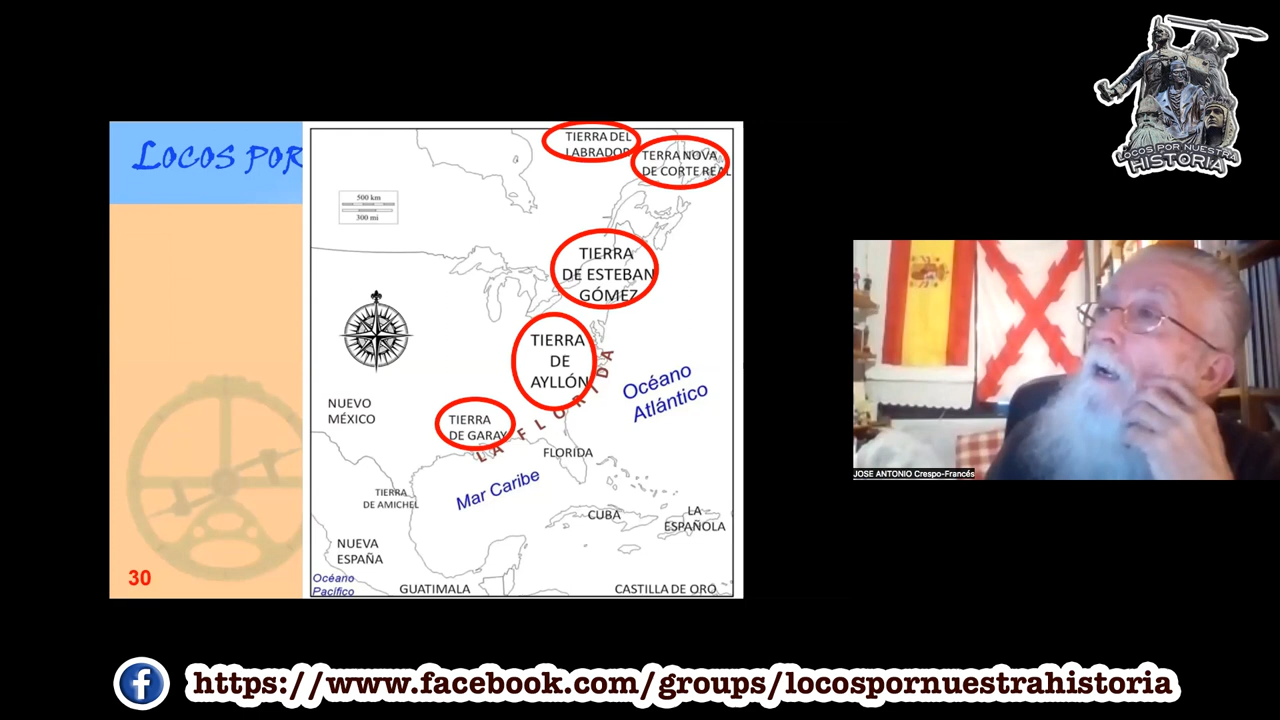 LOCOS POR
TIERRA DEL
LABRADOR
TERRA NOVA
DE CORTE REAL
500 km
300 mi
TIERRA
DE ESTEBAN
GÓMEZ
TIERRA
DE
AYLLÓN
LA FLORIDA
Océano
Atlántico
NUEVO
MÉXICO
TIERRA
DE GARAY
FLORIDA
Mar Caribe
TIERRA
DE AMICHEL
CUBA
LA
ESPAÑOLA
NUEVA
ESPAÑA
Océano
Pacífico
GUATIMALA
CASTILLA DE ORO
30
LOCOS POR NUESTRA
HISTORIA
JOSE ANTONIO Crespo-Francés
https://www.facebook.com/groups/locospornuestrahistoria